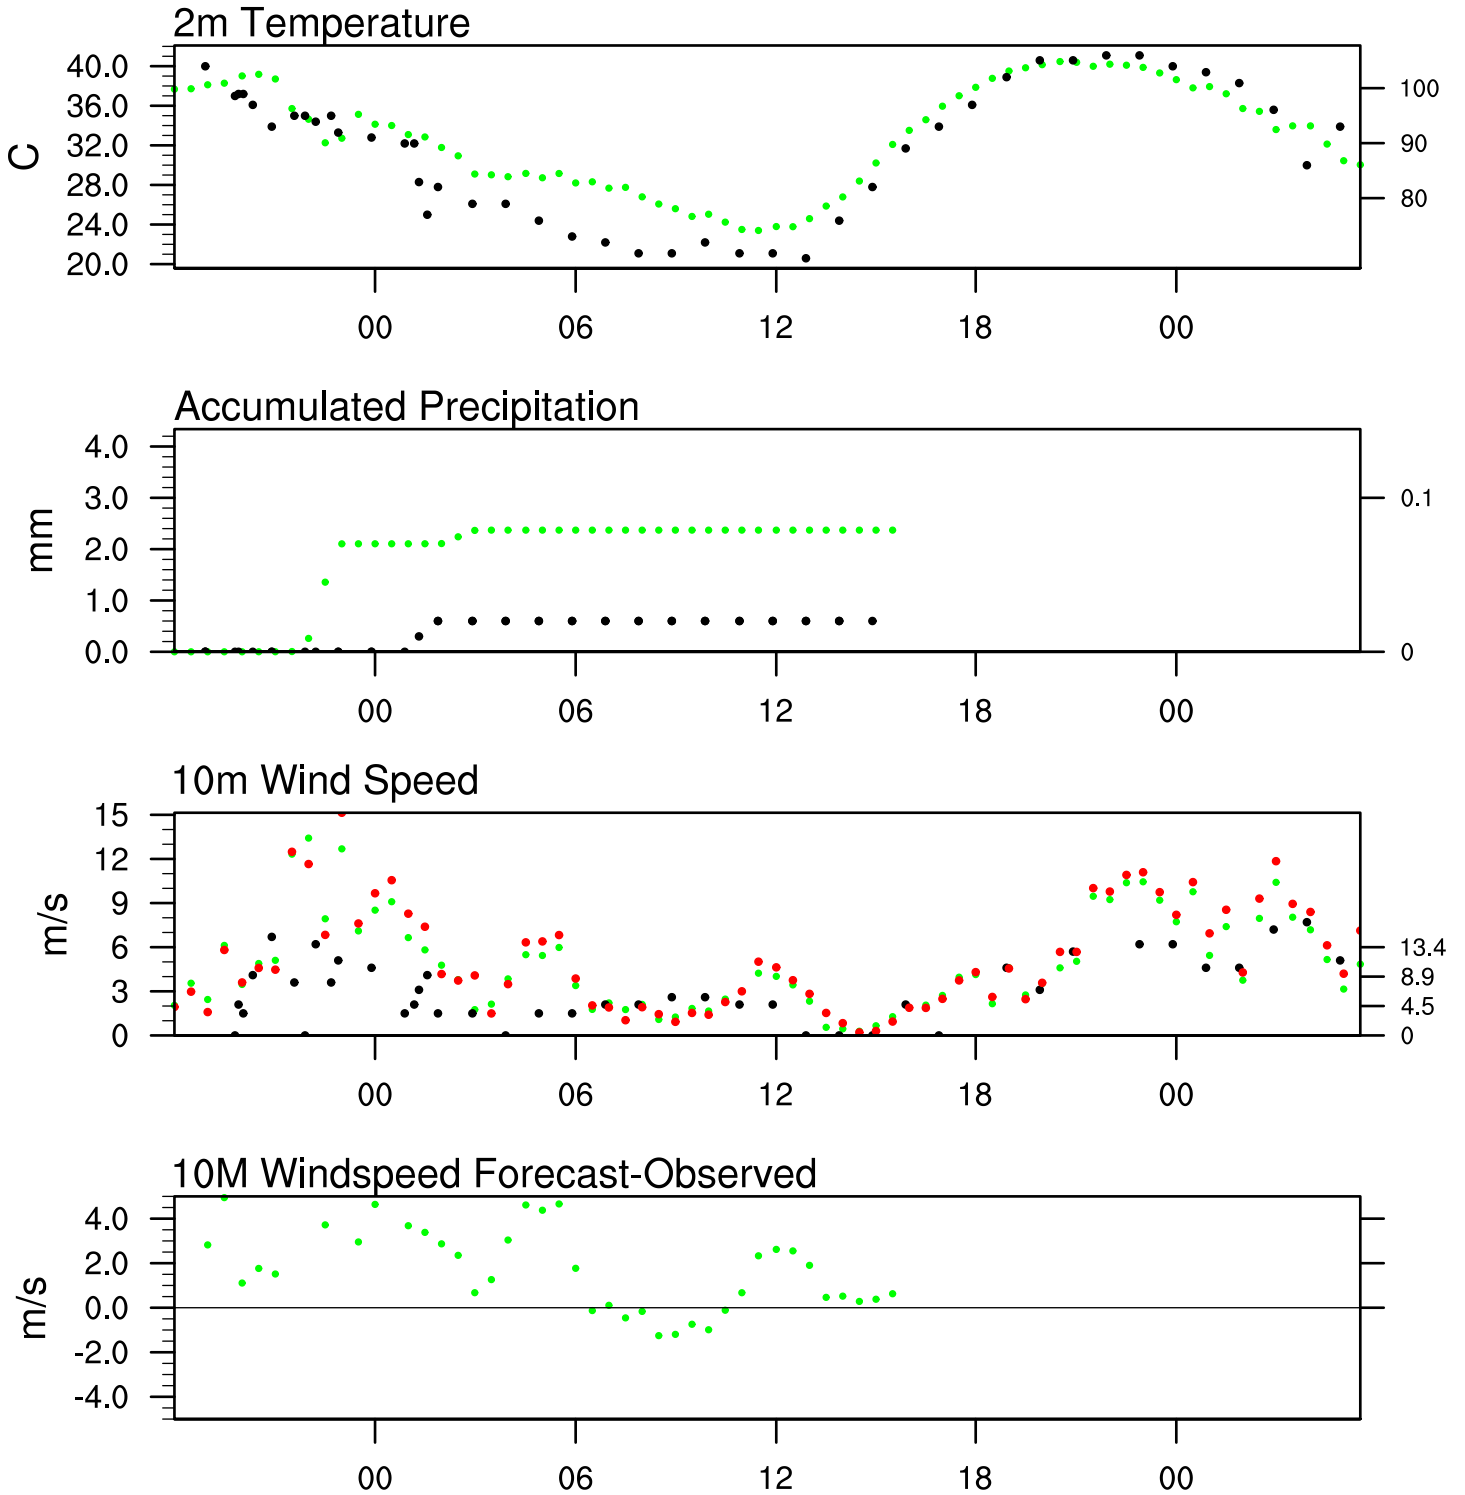 2m Temperature
40.0
36.0
32.0
28.0
24.0
20.0
C
100
90
80
00 06 12 18 00
Accumulated Precipitation
4.0
3.0
2.0
1.0
0.0
mm
0.1
0
00 06 12 18 00
10m Wind Speed
15
12
9
6
3
0
m/s
13.4
8.9
4.5
0
00 06 12 18 00
10M Windspeed Forecast-Observed
4.0
2.0
0.0
-2.0
-4.0
m/s
00 06 12 18 00